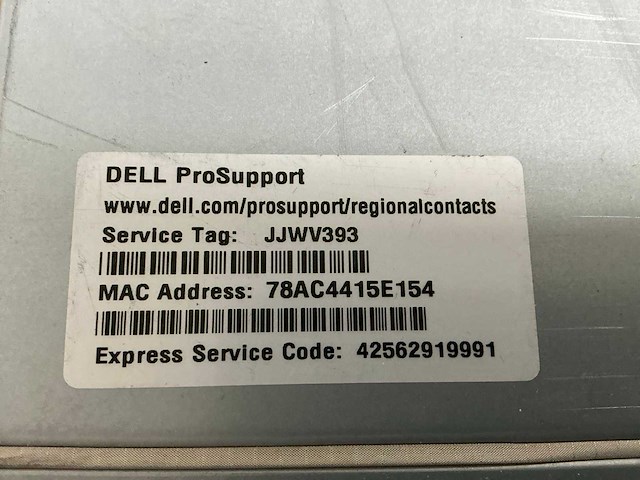 DELL ProSupport
www.dell.com/prosupport/regionalcontacts
Service Tag: JJWV393
MAC Address: 78AC4415E154
Express Service Code: 42562919991